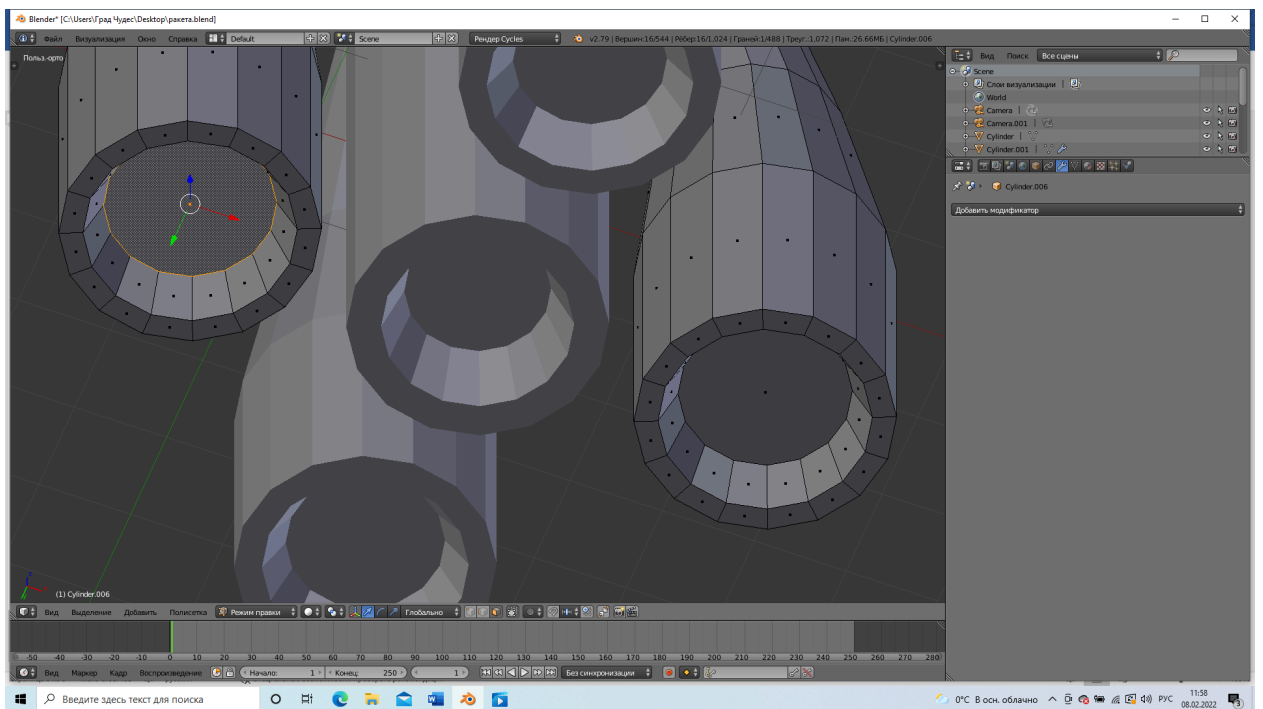 Blender* [C:\Users\Град Чудес\Desktop\ракета.blend]
Файл Визуализация Окно Справка Default Scene Рендер Cycles v2.79 | Вершин:16/544 | Рёбер:16/1,024 | Граней:1/488 | Треуг.:1,072 | Пам.:26.66МБ | Cylinder.006
Польз-орто
Вид Поиск Все сцены
Scene
Слои визуализации
World
Camera
Camera.001
Cylinder
Cylinder.001
Cylinder.006
Добавить модификатор
(1) Cylinder.006
Вид Выделение Добавить Полисетка Режим правки Глобально
-50 -40 -30 -20 -10 0 10 20 30 40 50 60 70 80 90 100 110 120 130 140 150 160 170 180 190 200 210 220 230 240 250 260 270 280
Вид Маркер Кадр Воспроизведение Начало: 1 Конец: 250 1 Без синхронизации
Введите здесь текст для поиска
0°C В осн. облачно РУС 11:58
08.02.2022